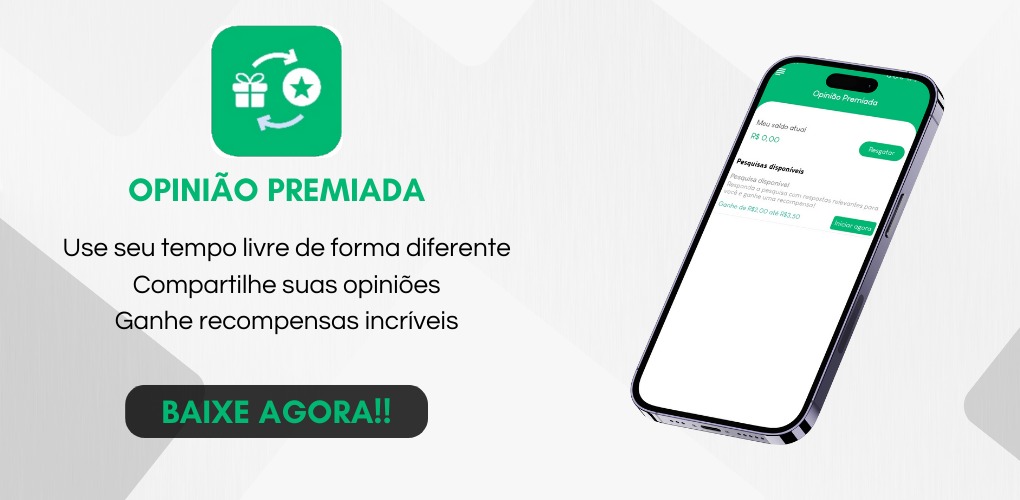 OPINIÃO PREMIADA
Use seu tempo livre de forma diferente
Compartilhe suas opiniões
Ganhe recompensas incríveis
BAIXE AGORA!!
Opinião Premiada
Meu saldo atual
R$ 0,00
Resgatar
Pesquisas disponíveis
Pesquisa disponível
Responda a pesquisa com respostas relevantes para
você e ganhe uma recompensa!
Ganhe de R$2,00 até R$3,50
Iniciar agora